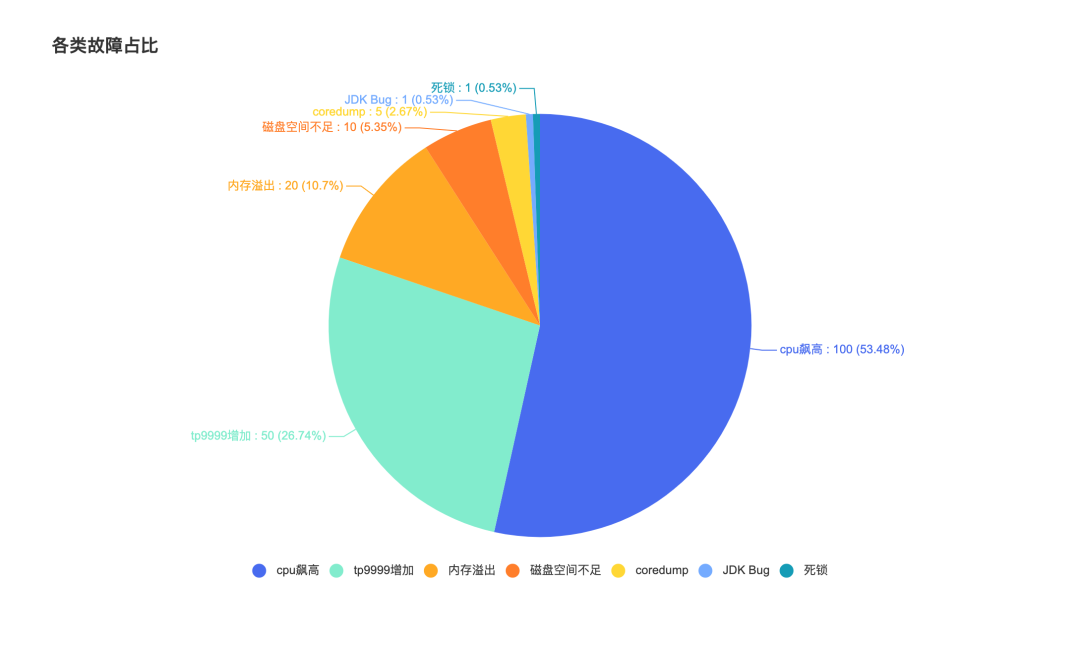 各类故障占比
死锁 : 1 (0.53%)
JDK Bug : 1 (0.53%)
coredump : 5 (2.67%)
磁盘空间不足 : 10 (5.35%)
内存溢出 : 20 (10.7%)
cpu飙高 : 100 (53.48%)
tp9999增加 : 50 (26.74%)
cpu飙高 tp9999增加 内存溢出 磁盘空间不足 coredump JDK Bug 死锁